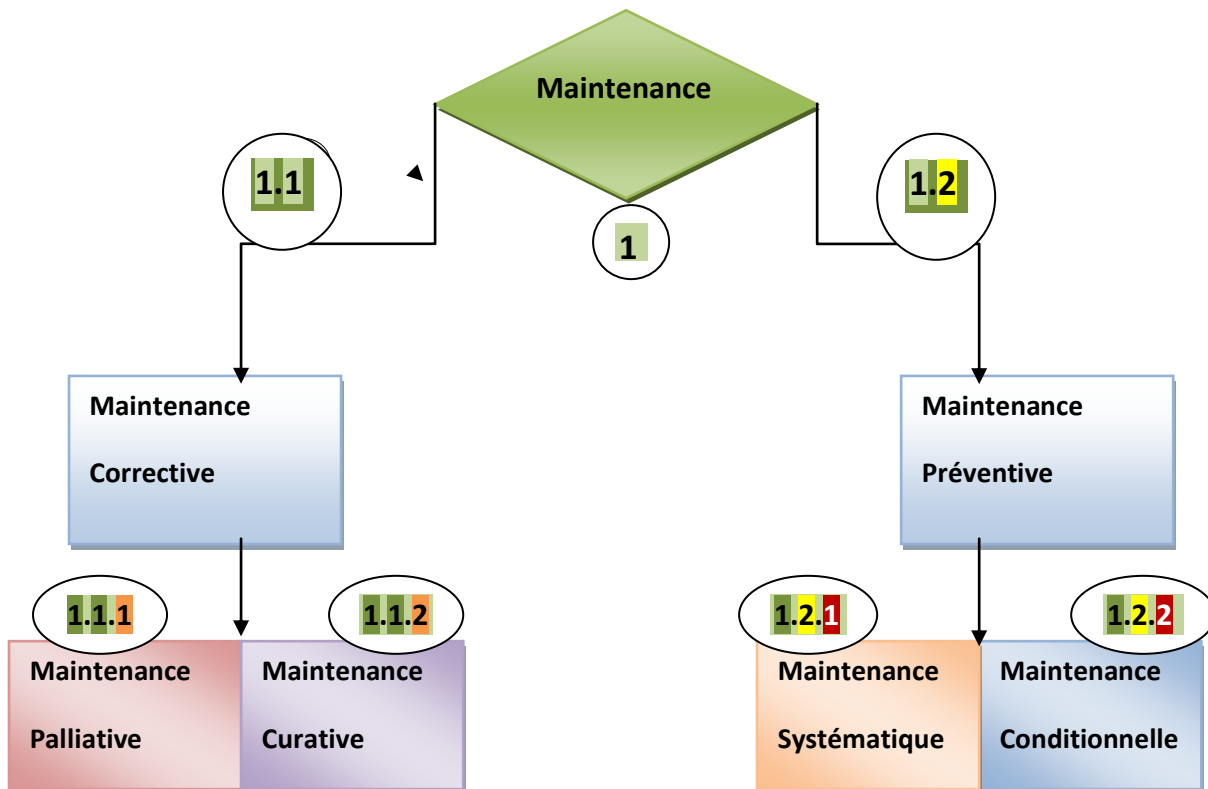 Maintenance
1.1
1.2
1
Maintenance
Corrective
Maintenance
Préventive
1.1.1
1.1.2
1.2.1
1.2.2
Maintenance
Palliative
Maintenance
Curative
Maintenance
Systématique
Maintenance
Conditionnelle